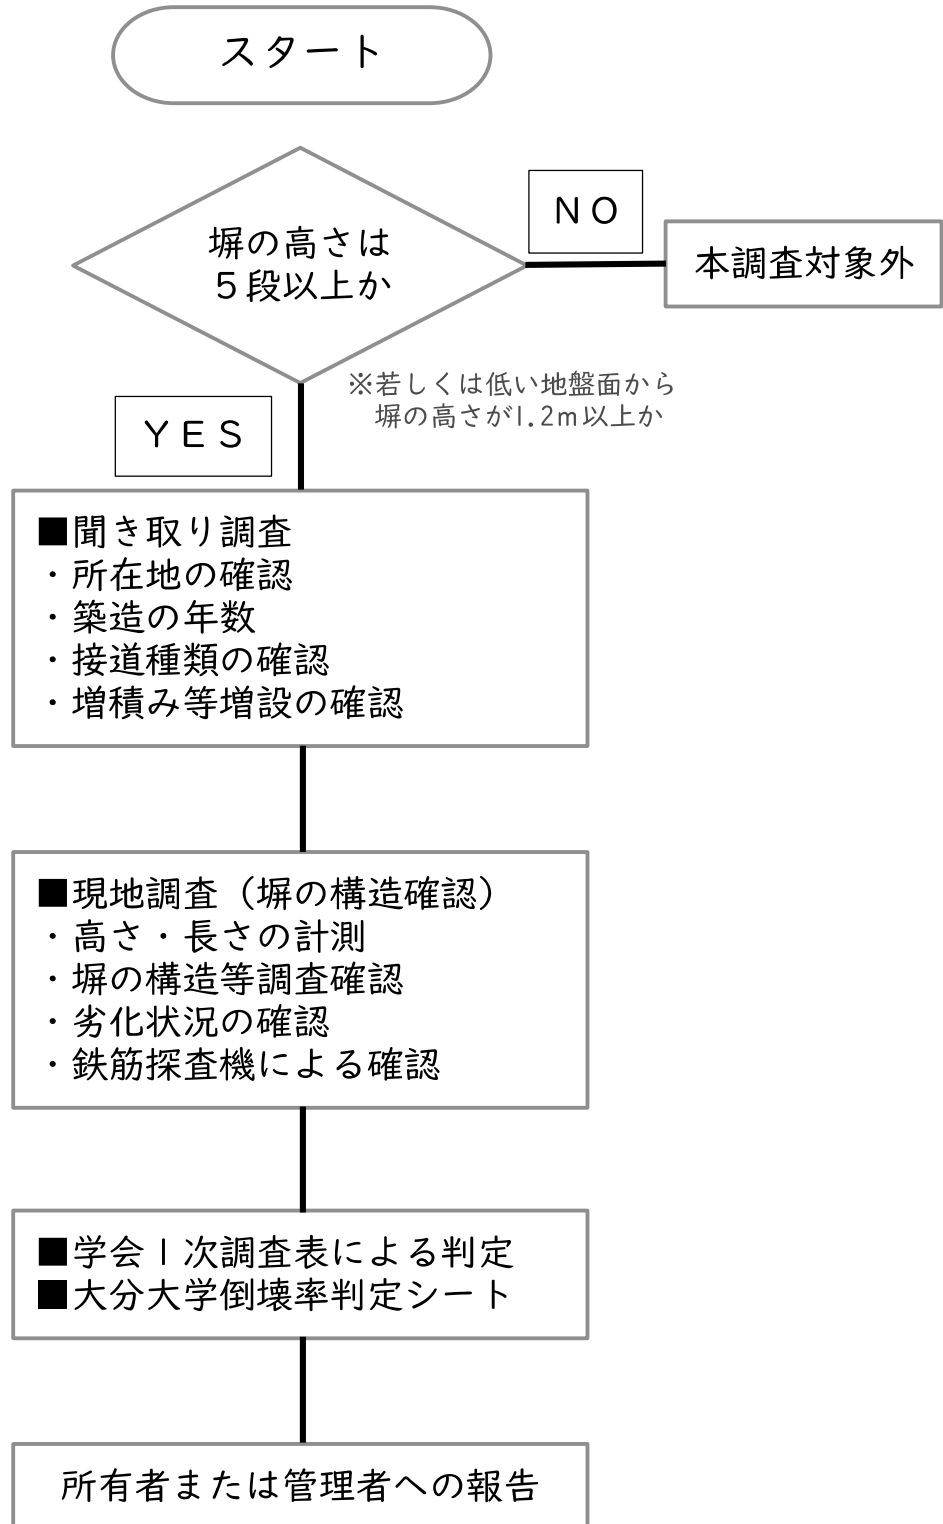 スタート
塀の高さは
５段以上か
ＮＯ
本調査対象外
※若しくは低い地盤面から
塀の高さが1.2m以上か
ＹＥＳ
■聞き取り調査
・所在地の確認
・築造の年数
・接道種類の確認
・増積み等増設の確認
■現地調査（塀の構造確認）
・高さ・長さの計測
・塀の構造等調査確認
・劣化状況の確認
・鉄筋探査機による確認
■学会１次調査表による判定
■大分大学倒壊率判定シート
所有者または管理者への報告